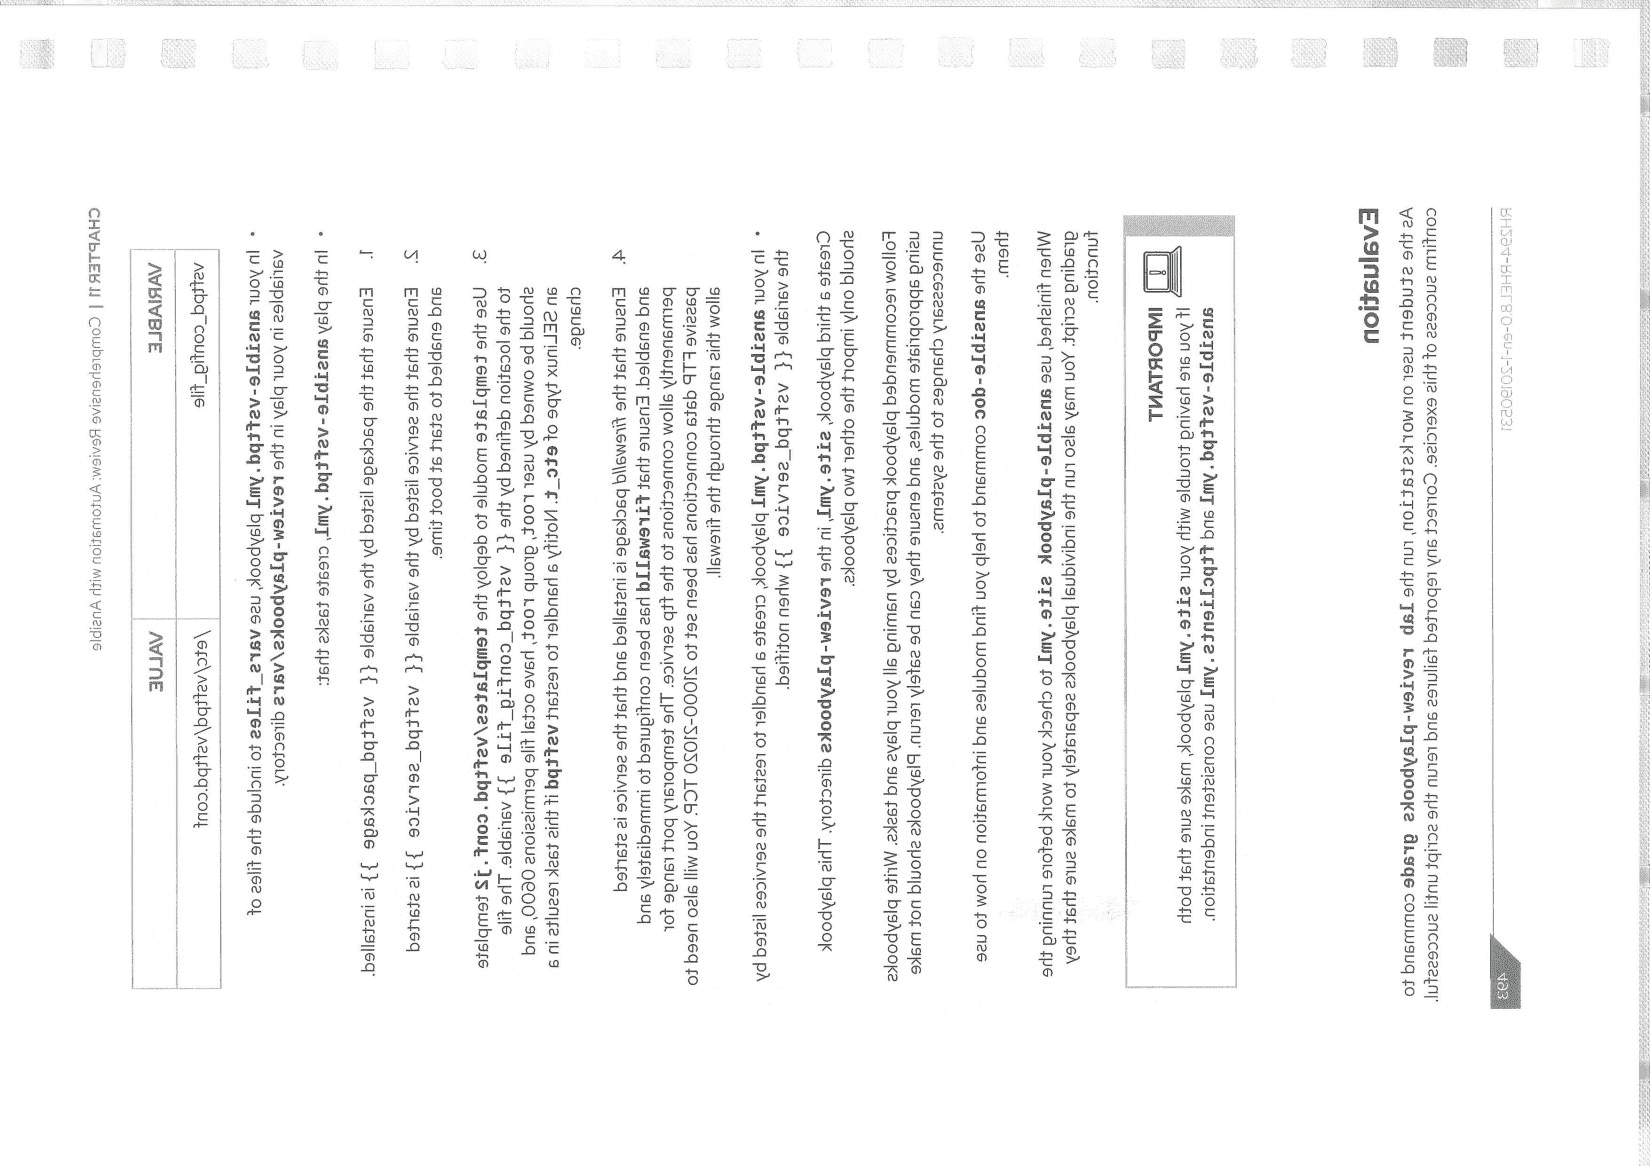 CHAPTER 11 | Comprehensive Review: Automation with Ansible
VARIABLE VALUE
vsftpd_config_file /etc/vsftpd/vsftpd.conf
• In your ansible-vsftpd.yml playbook, use vars_files to include the files of
variables in your play in the review-playbooks/vars directory.
• In the play ansible-vsftpd.yml, create tasks that:
1. Ensure that the package listed by the variable {{ vsftpd_package }} is installed.
2. Ensure that the service listed by the variable {{ vsftpd_service }} is started
and enabled to start at boot time.
3. Use the template module to deploy the templates/vsftpd.conf.j2 template
to the location defined by the {{ vsftpd_config_file }} variable. The file
should be owned by user root, group root, have octal file permissions 0600, and
an SELinux type of etc_t. Notify a handler to restart vsftpd if this task results in a
change.
4. Ensure that the firewalld package is installed and that the service is started
and enabled. Ensure that firewalld has been configured to immediately and
permanently allow connections to the ftp service. The temporary port range for
passive FTP data connections has been set to 21000-21020 TCP. You will also need to
allow this range through the firewall.
• In your ansible-vsftpd.yml playbook, create a handler to restart the services listed by
the variable {{ vsftpd_services }} when notified.
Create a third playbook, site.yml, in the review-playbooks directory. This playbook
should only import the other two playbooks.
Follow recommended playbook practices by naming all your plays and tasks. Write playbooks
using appropriate modules, and ensure they can be safely rerun. Playbooks should not make
unnecessary changes to the systems.
Use the ansible-doc command to help you find modules and information on how to use
them.
When finished, use ansible-playbook site.yml to check your work before running the
grading script. You may also run the individual playbooks separately to make sure that they
function.
IMPORTANT
If you are having trouble with your site.yml playbook, make sure that both
ansible-vsftpd.yml and ftpclients.yml use consistent indentation.
Evaluation
As the student user on workstation, run the lab review-playbooks grade command to
confirm success of this exercise. Correct any reported failures and rerun the script until successful.
RH294-RHEL8.0-en-1-20190531 493